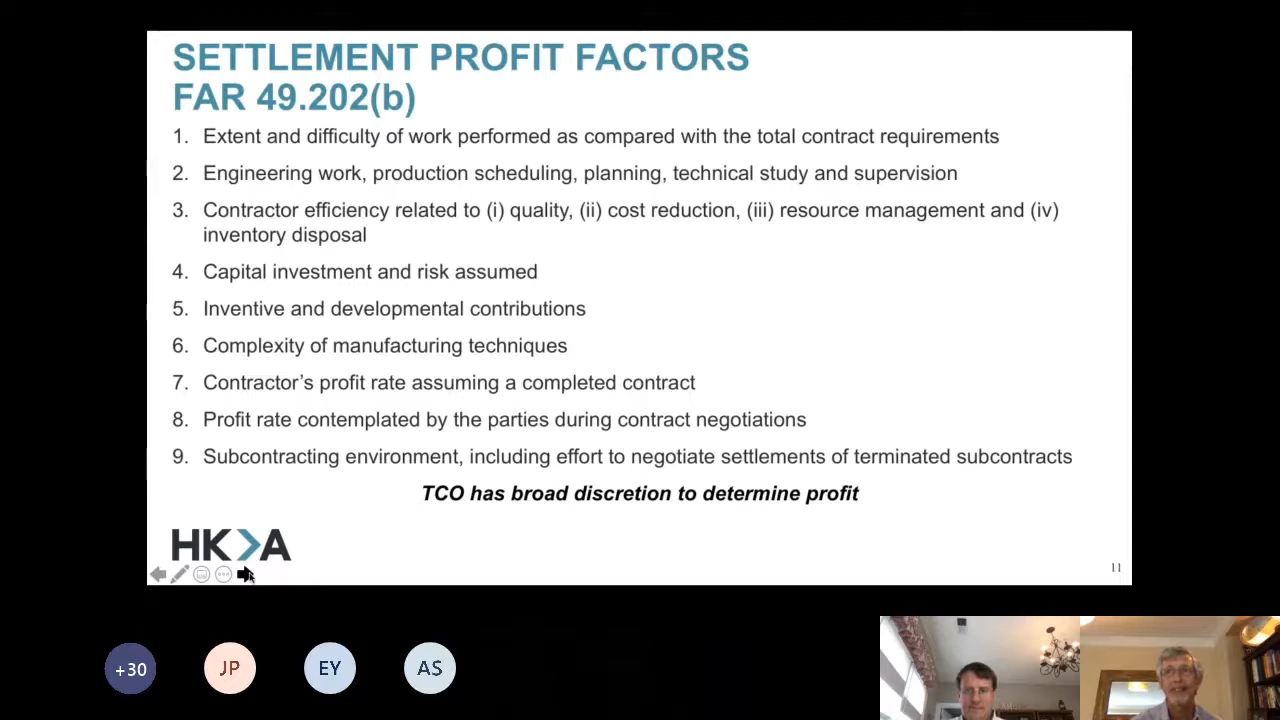 SETTLEMENT PROFIT FACTORS
FAR 49.202(b)
1. Extent and difficulty of work performed as compared with the total contract requirements
2. Engineering work, production scheduling, planning, technical study and supervision
3. Contractor efficiency related to (i) quality, (ii) cost reduction, (iii) resource management and (iv)
inventory disposal
4. Capital investment and risk assumed
5. Inventive and developmental contributions
6. Complexity of manufacturing techniques
7. Contractor’s profit rate assuming a completed contract
8. Profit rate contemplated by the parties during contract negotiations
9. Subcontracting environment, including effort to negotiate settlements of terminated subcontracts
TCO has broad discretion to determine profit
HKA
11
+30
JP
EY
AS